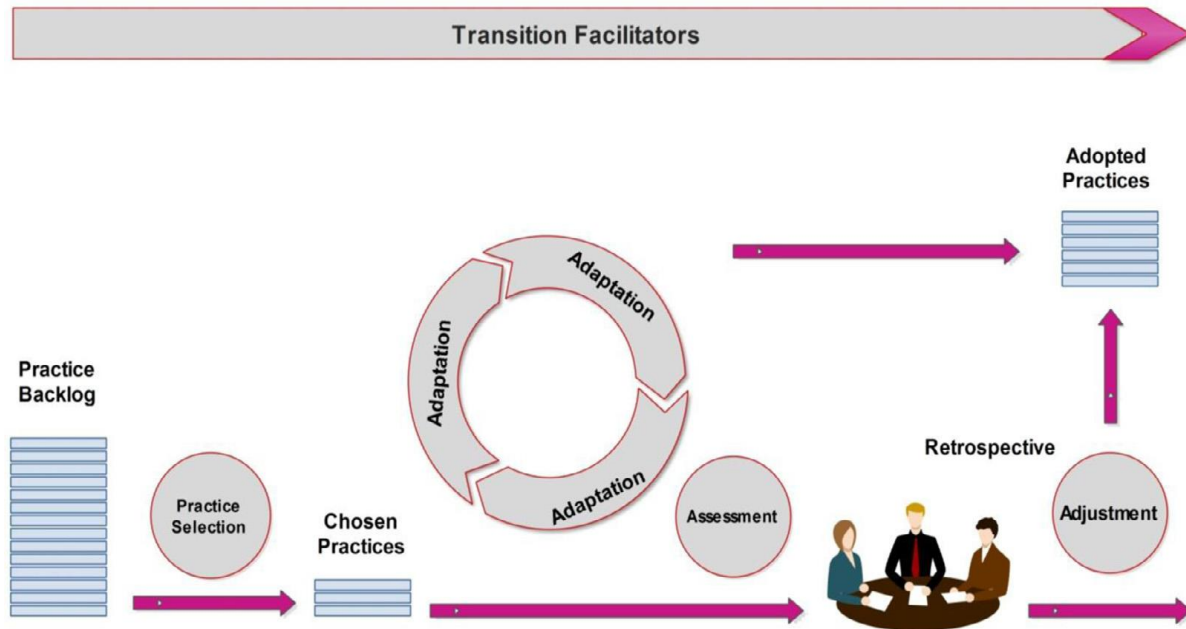 Transition Facilitators
Adopted
Practices
Adaptation
Adaptation
Adaptation
Practice
Backlog
Practice
Selection
Chosen
Practices
Assessment
Retrospective
Adjustment